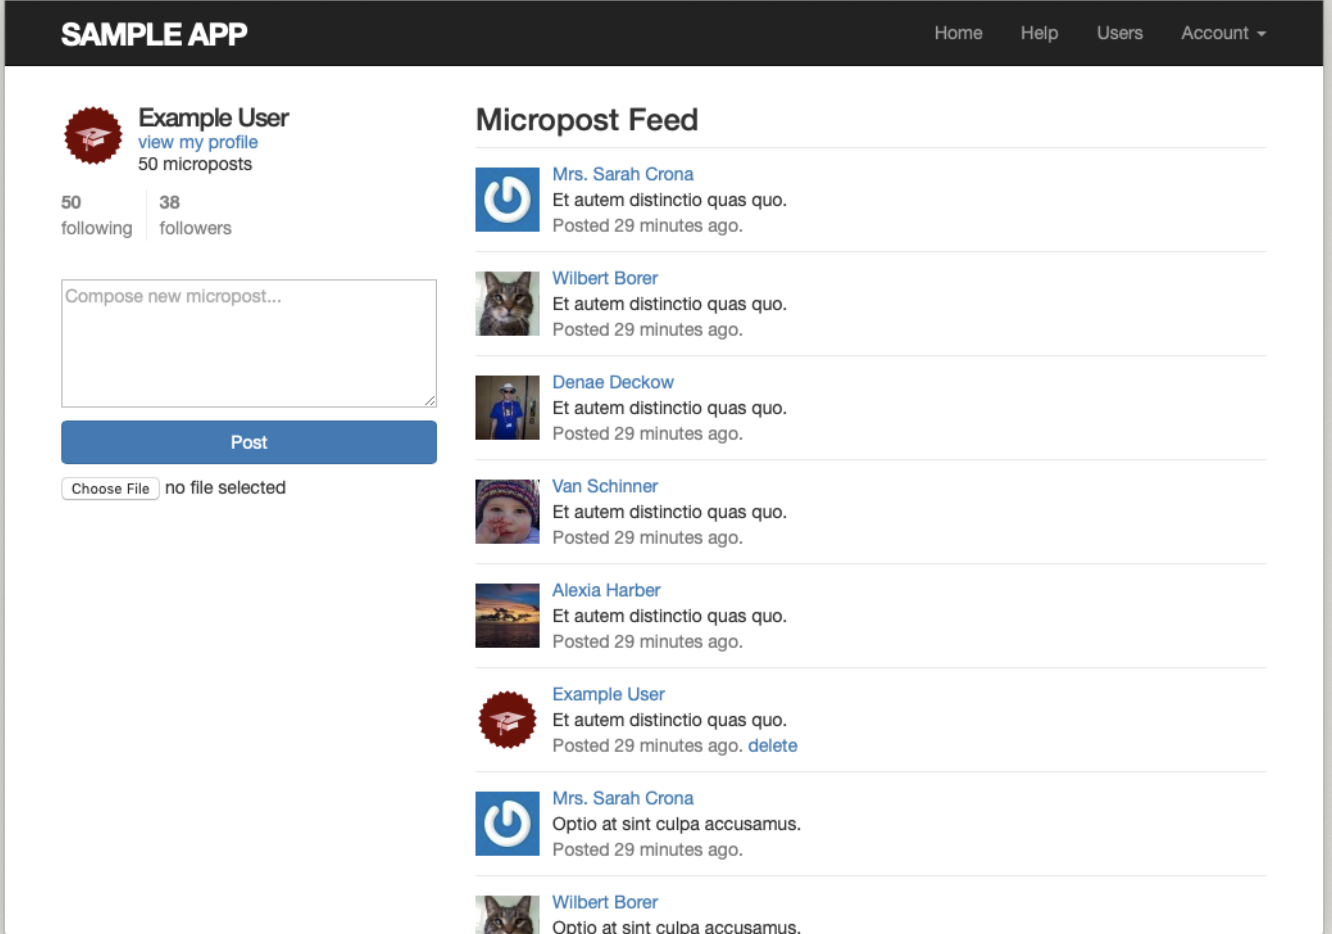 SAMPLE APP
Home Help Users Account
Example User
view my profile
50 microposts
50 38
following followers
Compose new micropost...
Post
Choose File no file selected
Micropost Feed
Mrs. Sarah Crona
Et autem distinctio quas quo.
Posted 29 minutes ago.
Wilbert Borer
Et autem distinctio quas quo.
Posted 29 minutes ago.
Denae Deckow
Et autem distinctio quas quo.
Posted 29 minutes ago.
Van Schinner
Et autem distinctio quas quo.
Posted 29 minutes ago.
Alexia Harber
Et autem distinctio quas quo.
Posted 29 minutes ago.
Example User
Et autem distinctio quas quo.
Posted 29 minutes ago. delete
Mrs. Sarah Crona
Optio at sint culpa accusamus.
Posted 29 minutes ago.
Wilbert Borer
Optio at sint culpa accusamus.